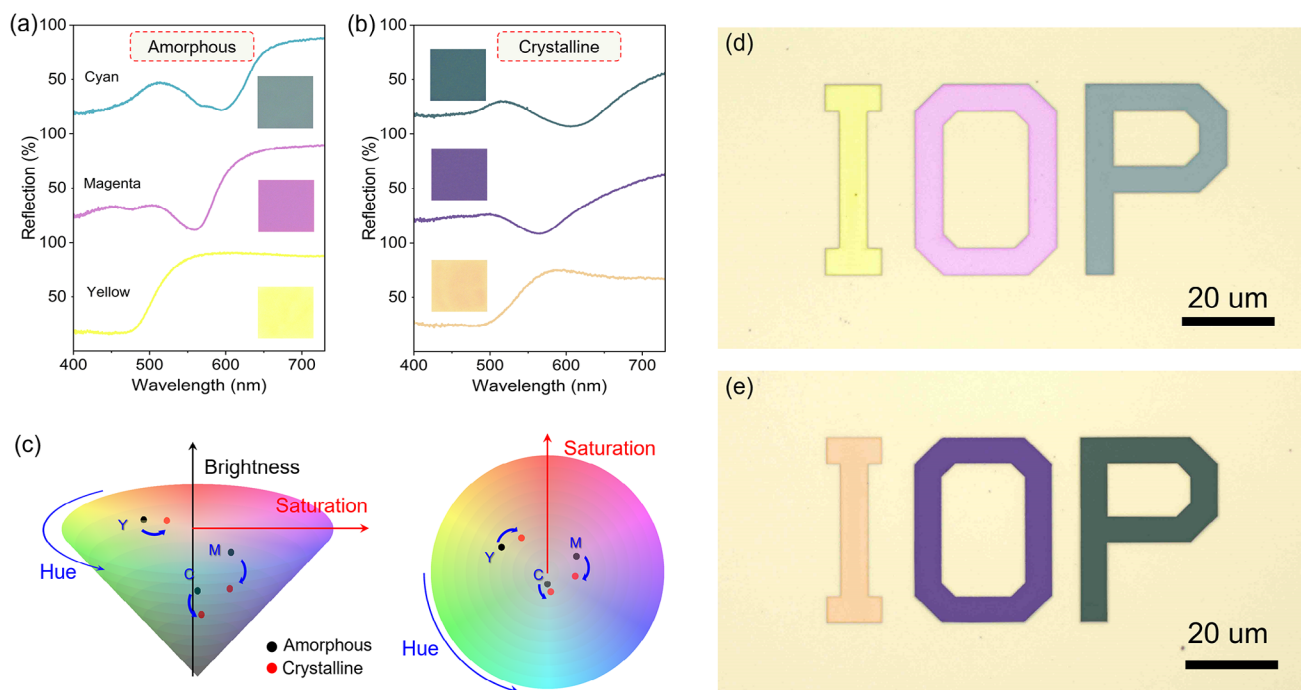 (a)
100
50
100
50
100
50
Reflection (%)
Reflection (%)
Amorphous
Cyan
Magenta
Yellow
400
500
600
700
Wavelength (nm)
(b)
100
50
100
50
100
50
Reflection (%)
Reflection (%)
Crystalline
400
500
600
700
Wavelength (nm)
(c)
Brightness
Saturation
Y
M
C
Hue
Amorphous
Crystalline
Saturation
Y
M
C
Hue
(d)
IOP
20 um
(e)
IOP
20 um